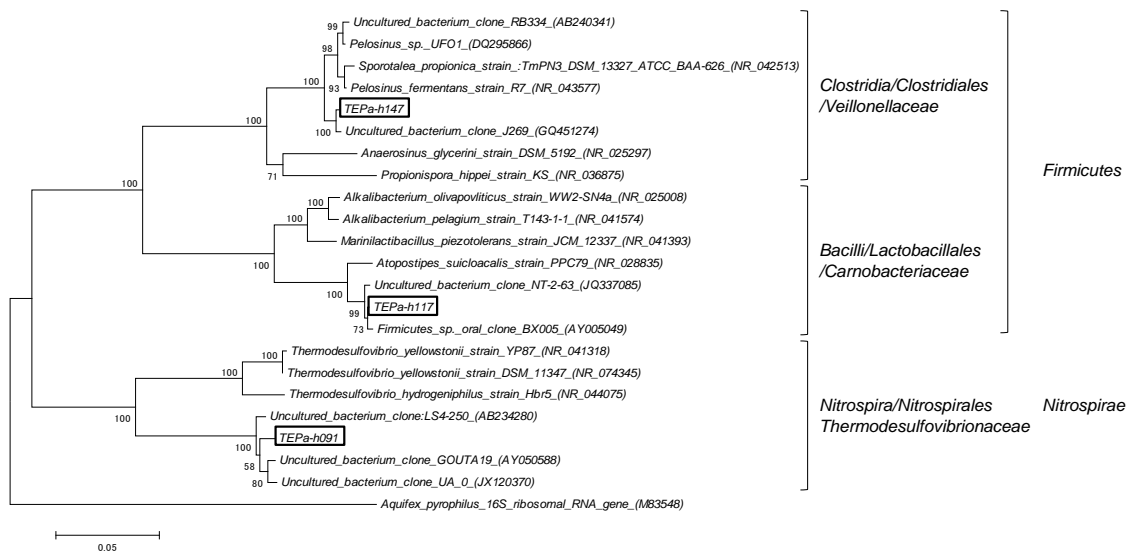 99
Uncultured_bacterium_clone_RB334_(AB240341)
Pelosinus_sp._UFO1_(DQ295866)
98
Sporotalea_propionica_strain_:TmPN3_DSM_13327_ATCC_BAA-626_(NR_042513)
100
93
Pelosinus_fermentans_strain_R7_(NR_043577)
Clostridia/Clostridiales
/Veillonellaceae
TEPa-h147
100
100
Uncultured_bacterium_clone_J269_(GQ451274)
Anaerosinus_glycerini_strain_DSM_5192_(NR_025297)
71
Propionispora_hippei_strain_KS_(NR_036875)
Firmicutes
100
Alkalibacterium_olivapovliticus_strain_WW2-SN4a_(NR_025008)
100
Alkalibacterium_pelagium_strain_T143-1-1_(NR_041574)
100
Marinilactibacillus_piezotolerans_strain_JCM_12337_(NR_041393)
Bacilli/Lactobacillales
/Carnobacteriaceae
100
Atopostipes_suicloacalis_strain_PPC79_(NR_028835)
Uncultured_bacterium_clone_NT-2-63_(JQ337085)
100
TEPa-h117
99
73
Firmicutes_sp._oral_clone_BX005_(AY005049)
100
Thermodesulfovibrio_yellowstonii_strain_YP87_(NR_041318)
100
Thermodesulfovibrio_yellowstonii_strain_DSM_11347_(NR_074345)
Thermodesulfovibrio_hydrogeniphilus_strain_Hbr5_(NR_044075)
Nitrospira/Nitrospirales
Thermodesulfovibrionaceae
Nitrospirae
100
Uncultured_bacterium_clone:LS4-250_(AB234280)
TEPa-h091
100
Uncultured_bacterium_clone_GOUTA19_(AY050588)
58
80
Uncultured_bacterium_clone_UA_0_(JX120370)
Aquifex_pyrophilus_16S_ribosomal_RNA_gene_(M83548)
0.05